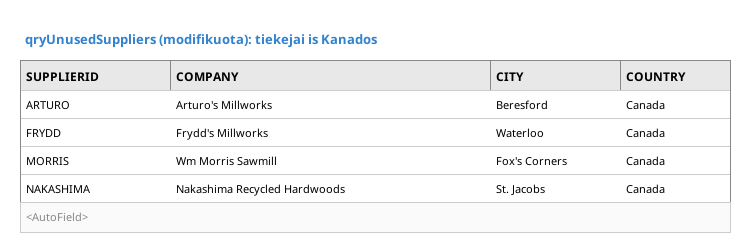 qryUnusedSuppliers (modifikuota): tiekejai is Kanados
SUPPLIERID COMPANY CITY COUNTRY
ARTURO Arturo's Millworks Beresford Canada
FRYDD Frydd's Millworks Waterloo Canada
MORRIS Wm Morris Sawmill Fox's Corners Canada
NAKASHIMA Nakashima Recycled Hardwoods St. Jacobs Canada
<AutoField>